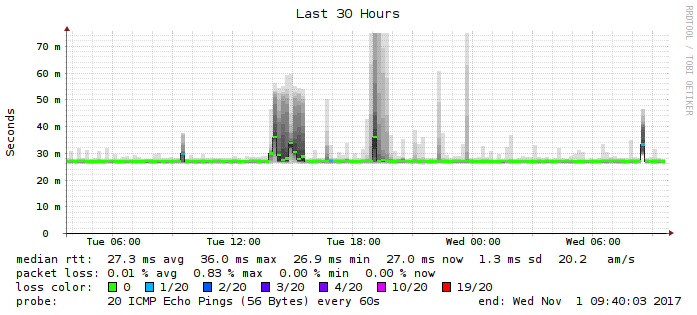 Last 30 Hours
RRDTOOL / TOBI OETIKER
Seconds
70 m
60 m
50 m
40 m
30 m
20 m
10 m
0
Tue 06:00 Tue 12:00 Tue 18:00 Wed 00:00 Wed 06:00
median rtt: 27.3 ms avg 36.0 ms max 26.9 ms min 27.0 ms now 1.3 ms sd 20.2 am/s
packet loss: 0.01 % avg 0.83 % max 0.00 % min 0.00 % now
loss color: 0 1/20 2/20 3/20 4/20 10/20 19/20
probe: 20 ICMP Echo Pings (56 Bytes) every 60s end: Wed Nov 1 09:40:03 2017